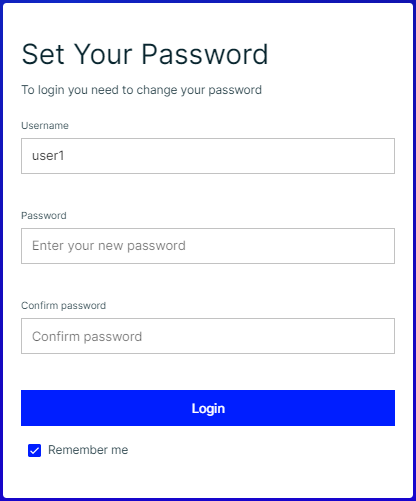 Set Your Password
To login you need to change your password
Username
user1
Password
Enter your new password
Confirm password
Confirm password
Login
Remember me